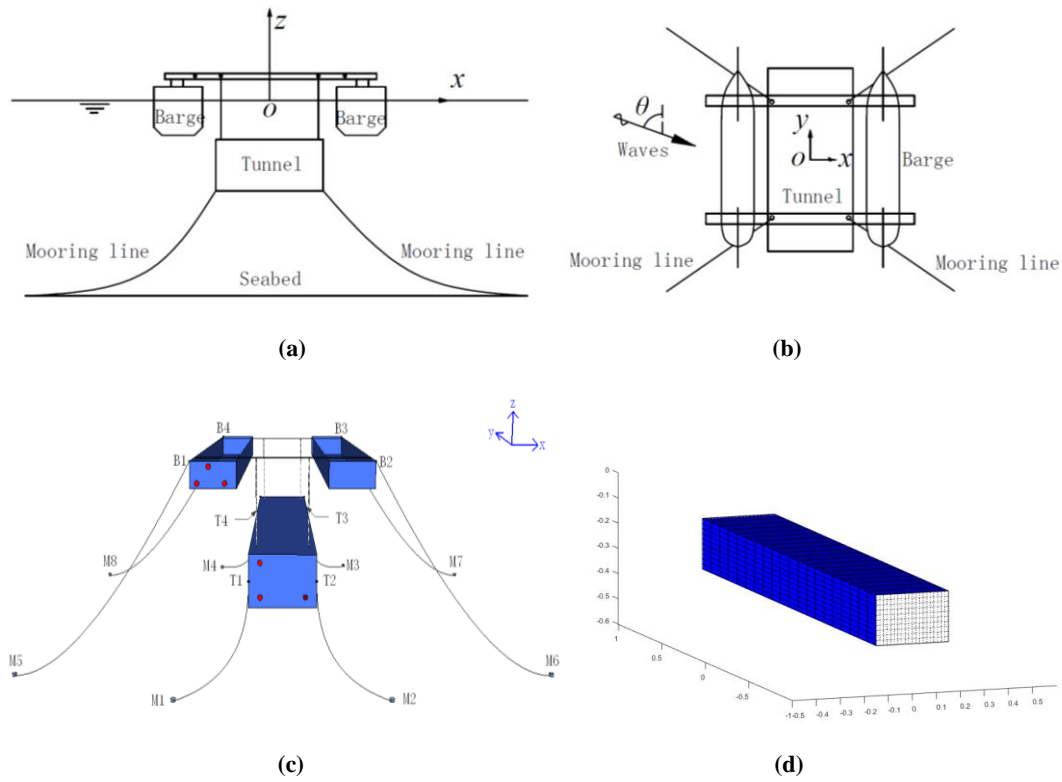 z
x
o
Barge
Barge
Tunnel
Mooring line
Mooring line
Seabed
(a)
θ
Waves
y
o
x
Barge
Tunnel
Mooring line
Mooring line
(b)
z
y
x
B4
B3
B1
B2
T4
T3
M8
M4
M3
M7
T1
T2
M5
M6
M1
M2
(c)
0
-0.1
-0.2
-0.3
-0.4
-0.5
-0.6
1
0.5
0
-0.5
-1
-0.5
-0.4
-0.2
-0.1
0
0.1
0.2
0.3
0.4
0.5
(d)